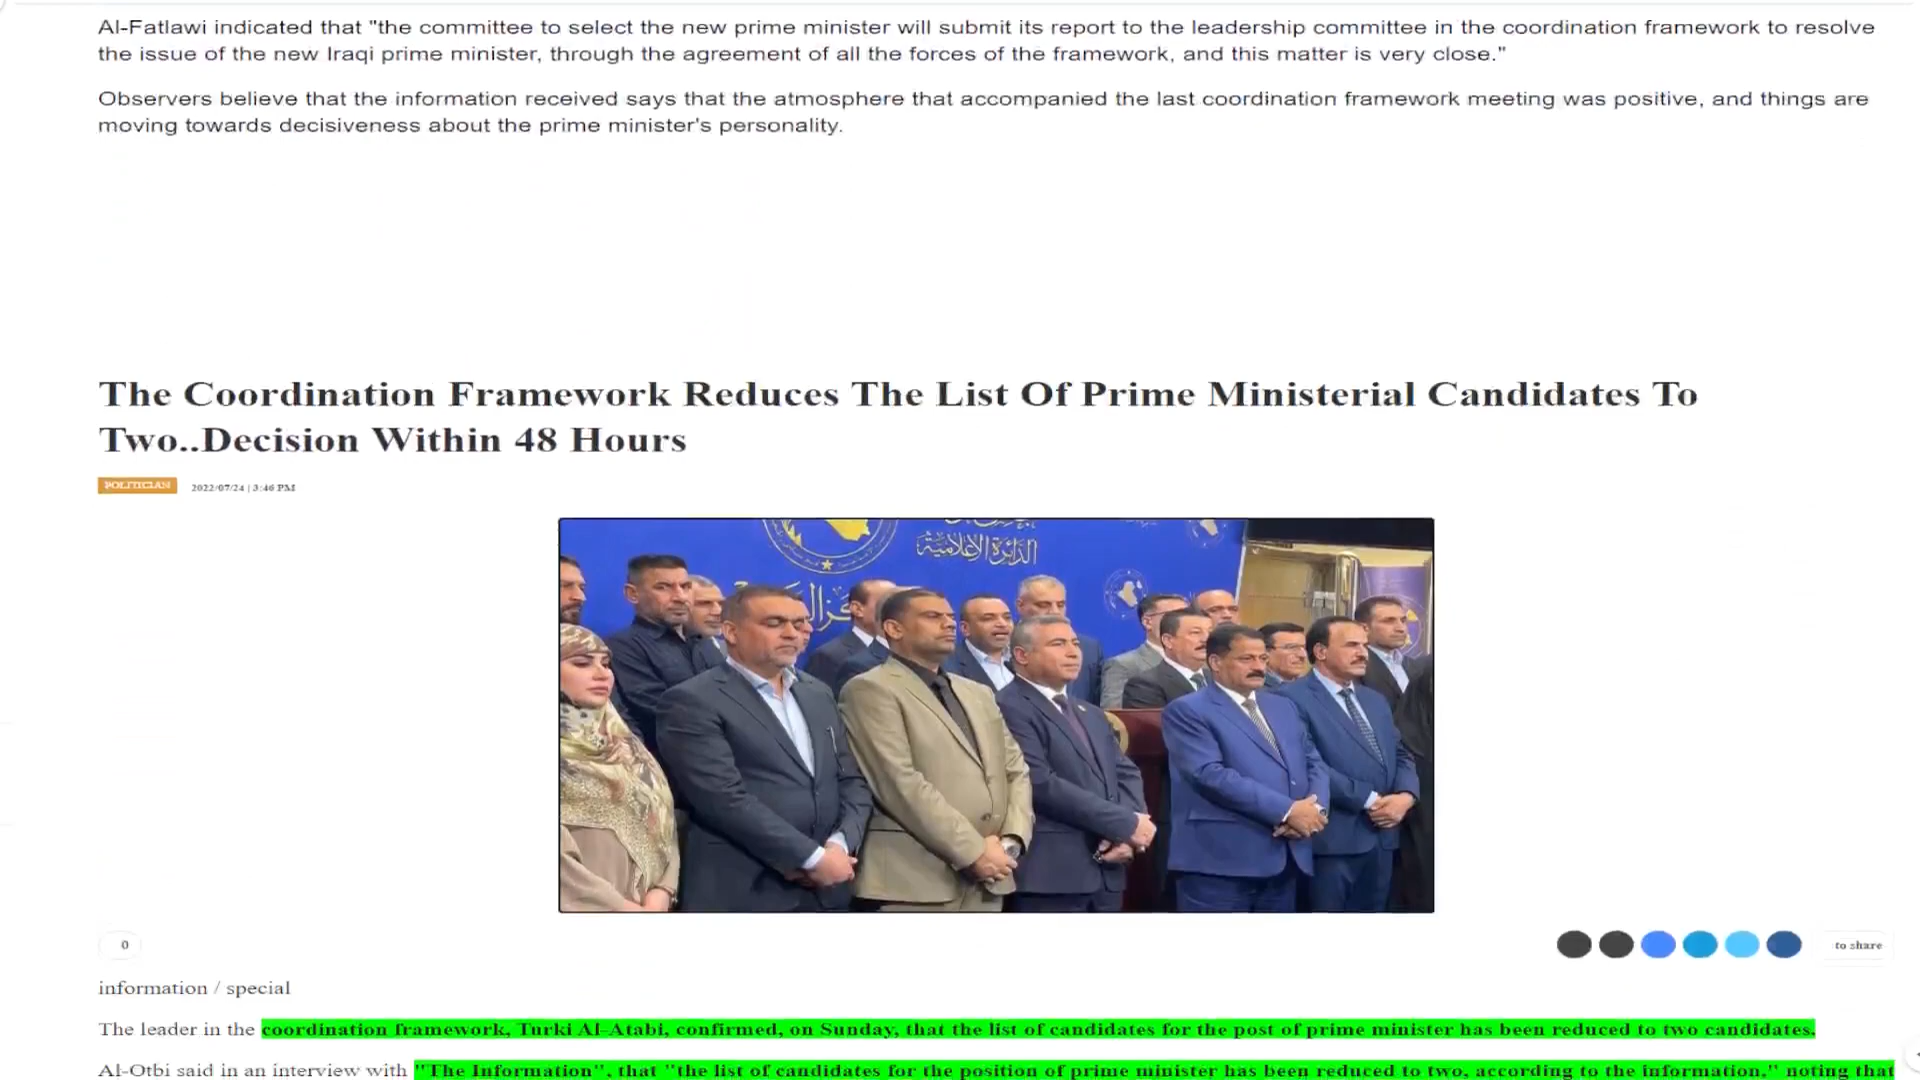 Al-Fatlawi indicated that "the committee to select the new prime minister will submit its report to the leadership committee in the coordination framework to resolve
the issue of the new Iraqi prime minister, through the agreement of all the forces of the framework, and this matter is very close."
Observers believe that the information received says that the atmosphere that accompanied the last coordination framework meeting was positive, and things are
moving towards decisiveness about the prime minister's personality.
The Coordination Framework Reduces The List Of Prime Ministerial Candidates To
Two..Decision Within 48 Hours
POLITICIAN 2022/07/24 | 3:46 PM
الدائرة الإعلامية
0
to share
information / special
The leader in the coordination framework, Turki Al-Atabi, confirmed, on Sunday, that the list of candidates for the post of prime minister has been reduced to two candidates.
Al-Otbi said in an interview with "The Information", that "the list of candidates for the position of prime minister has been reduced to two, according to the information," noting that